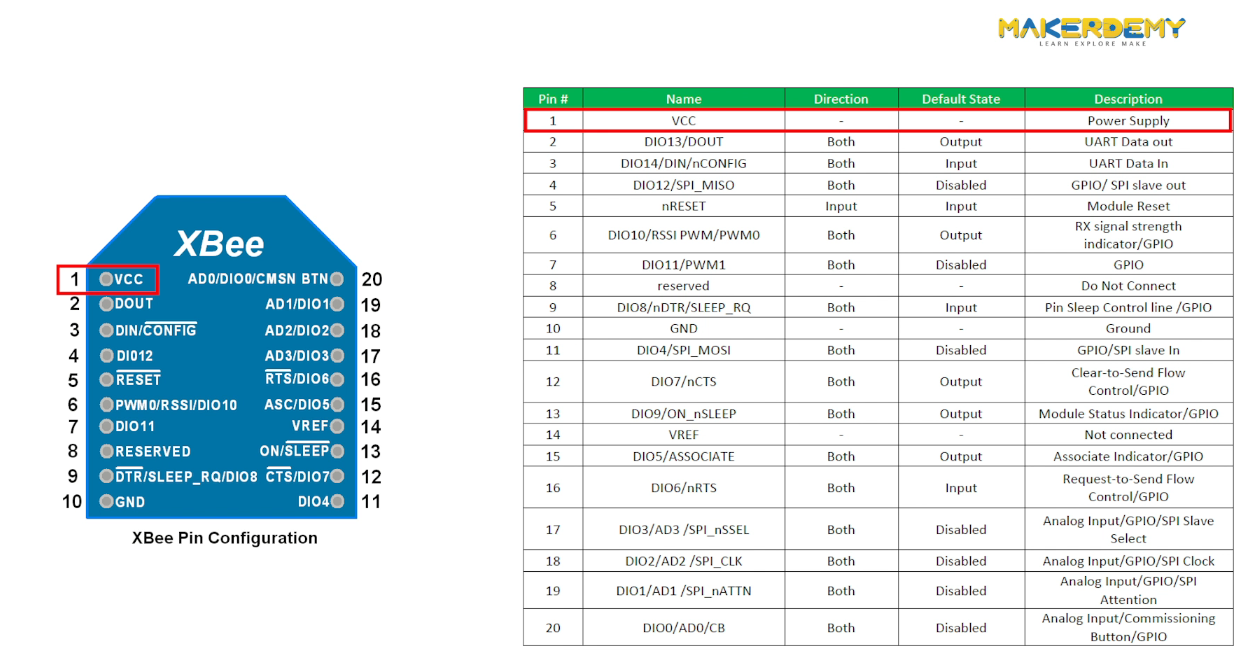 MAKERDEMY
LEARN EXPLORE MAKE
XBee
1 VCC AD0/DIO0/CMSN BTN 20
2 DOUT AD1/DIO1 19
3 DIN/CONFIG AD2/DIO2 18
4 DI012 AD3/DIO3 17
5 RESET RTS/DIO6 16
6 PWM0/RSSI/DIO10 ASC/DIO5 15
7 DIO11 VREF 14
8 RESERVED ON/SLEEP 13
9 DTR/SLEEP_RQ/DIO8 CTS/DIO7 12
10 GND DIO4 11
XBee Pin Configuration
Pin # Name Direction Default State Description
1 VCC - - Power Supply
2 DIO13/DOUT Both Output UART Data out
3 DIO14/DIN/nCONFIG Both Input UART Data In
4 DIO12/SPI_MISO Both Disabled GPIO/ SPI slave out
5 nRESET Input Input Module Reset
6 DIO10/RSSI PWM/PWM0 Both Output RX signal strength
indicator/GPIO
7 DIO11/PWM1 Both Disabled GPIO
8 reserved - - Do Not Connect
9 DIO8/nDTR/SLEEP_RQ Both Input Pin Sleep Control line /GPIO
10 GND - - Ground
11 DIO4/SPI_MOSI Both Disabled GPIO/SPI slave In
12 DIO7/nCTS Both Output Clear-to-Send Flow
Control/GPIO
13 DIO9/ON_nSLEEP Both Output Module Status Indicator/GPIO
14 VREF - - Not connected
15 DIO5/ASSOCIATE Both Output Associate Indicator/GPIO
16 DIO6/nRTS Both Input Request-to-Send Flow
Control/GPIO
17 DIO3/AD3 /SPI_nSSEL Both Disabled Analog Input/GPIO/SPI Slave
Select
18 DIO2/AD2 /SPI_CLK Both Disabled Analog Input/GPIO/SPI Clock
19 DIO1/AD1 /SPI_nATTN Both Disabled Analog Input/GPIO/SPI
Attention
20 DIO0/AD0/CB Both Disabled Analog Input/Commissioning
Button/GPIO